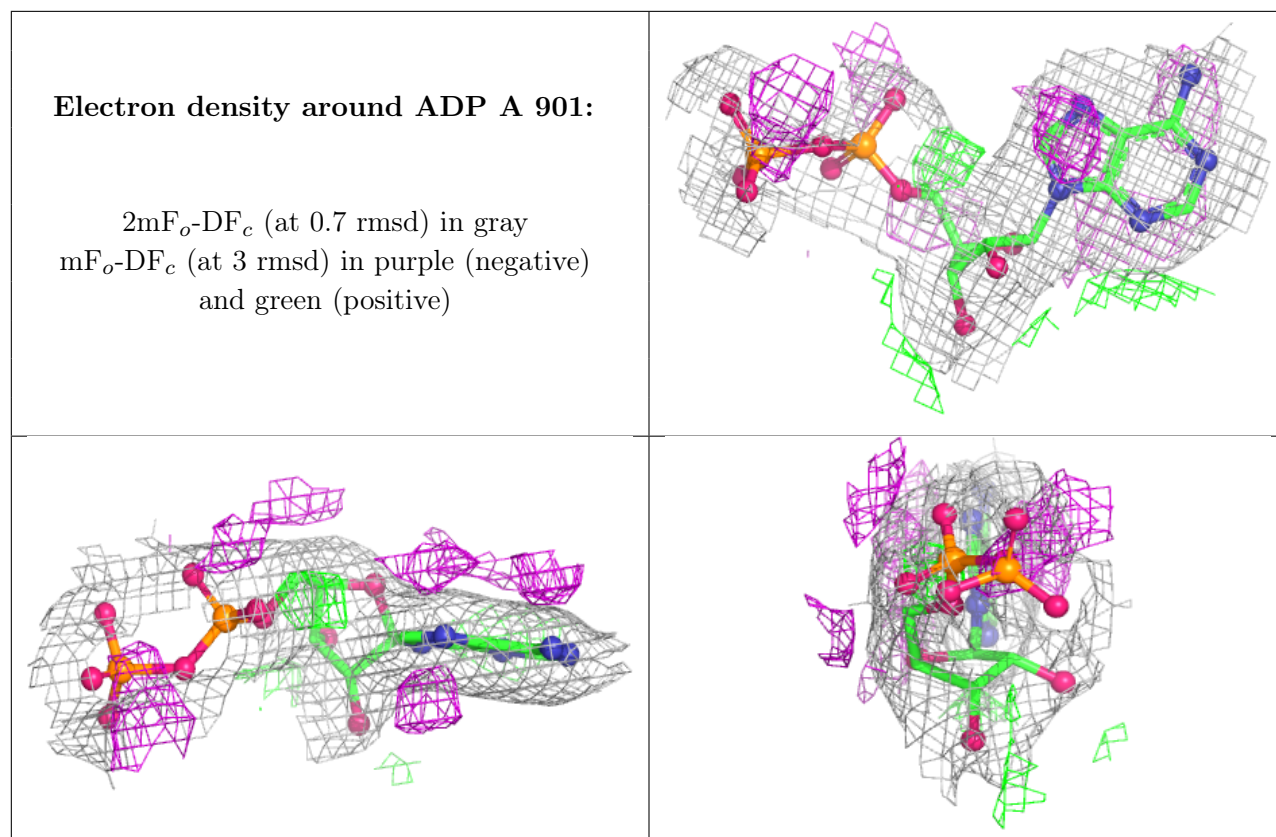 Electron density around ADP A 901:
2mFₒ-DF𝒸 (at 0.7 rmsd) in gray
mFₒ-DF𝒸 (at 3 rmsd) in purple (negative)
and green (positive)